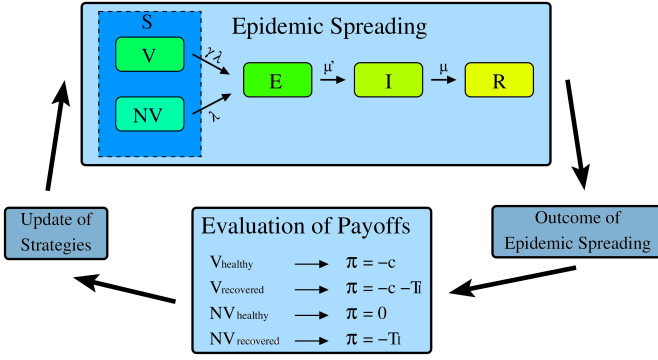 S
Epidemic Spreading
V
γλ
NV
λ
E
μ'
I
μ
R
Update of
Strategies
Outcome of
Epidemic Spreading
Evaluation of Payoffs
Vhealthy → π = −c
Vrecovered → π = −c −Ti
NVhealthy → π = 0
NVrecovered → π = −Ti